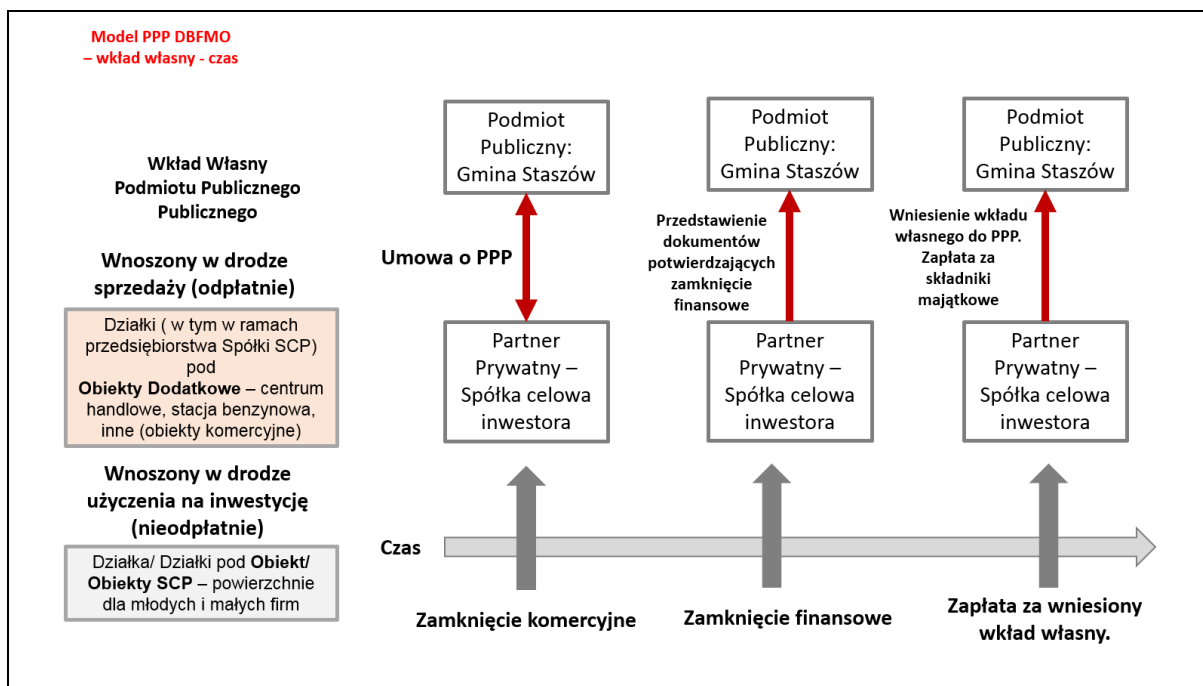 Model PPP DBFMO
– wkład własny - czas
Wkład Własny
Podmiotu Publicznego
Publicznego
Wnoszony w drodze
sprzedaży (odpłatnie)
Działki ( w tym w ramach
przedsiębiorstwa Spółki SCP)
pod
Obiekty Dodatkowe – centrum
handlowe, stacja benzynowa,
inne (obiekty komercyjne)
Wnoszony w drodze
użyczenia na inwestycję
(nieodpłatnie)
Działka/ Działki pod Obiekt/
Obiekty SCP – powierzchnie
dla młodych i małych firm
Podmiot
Publiczny:
Gmina Staszów
Umowa o PPP
Partner
Prywatny –
Spółka celowa
inwestora
Podmiot
Publiczny:
Gmina Staszów
Przedstawienie
dokumentów
potwierdzających
zamknięcie
finansowe
Partner
Prywatny –
Spółka celowa
inwestora
Podmiot
Publiczny:
Gmina Staszów
Wniesienie wkładu
własnego do PPP.
Zapłata za
składniki
majątkowe
Partner
Prywatny –
Spółka celowa
inwestora
Czas
Zamknięcie komercyjne
Zamknięcie finansowe
Zapłata za wniesiony
wkład własny.